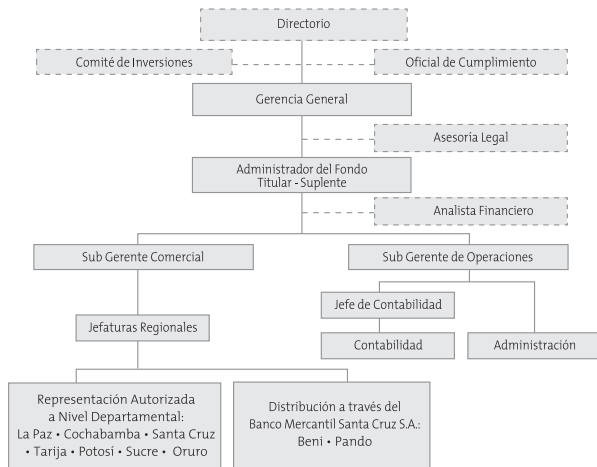 Directorio
Comité de Inversiones
Oficial de Cumplimiento
Gerencia General
Asesoría Legal
Administrador del Fondo
Titular - Suplente
Analista Financiero
Sub Gerente Comercial
Sub Gerente de Operaciones
Jefe de Contabilidad
Jefaturas Regionales
Contabilidad
Administración
Representación Autorizada
a Nivel Departamental:
La Paz • Cochabamba • Santa Cruz
• Tarija • Potosí • Sucre • Oruro
Distribución a través del
Banco Mercantil Santa Cruz S.A.:
Beni • Pando